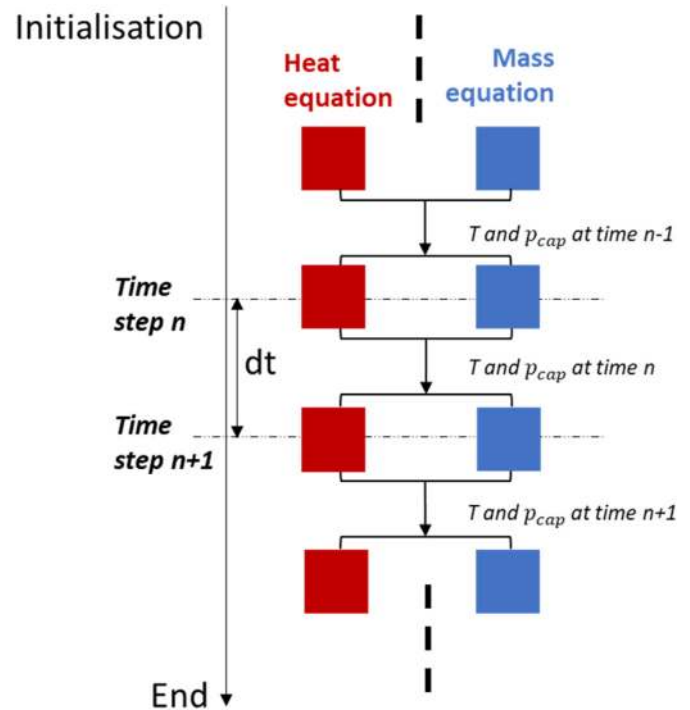 Initialisation
Heat
equation
Mass
equation
T and p_cap at time n-1
Time
step n
dt
T and p_cap at time n
Time
step n+1
T and p_cap at time n+1
End